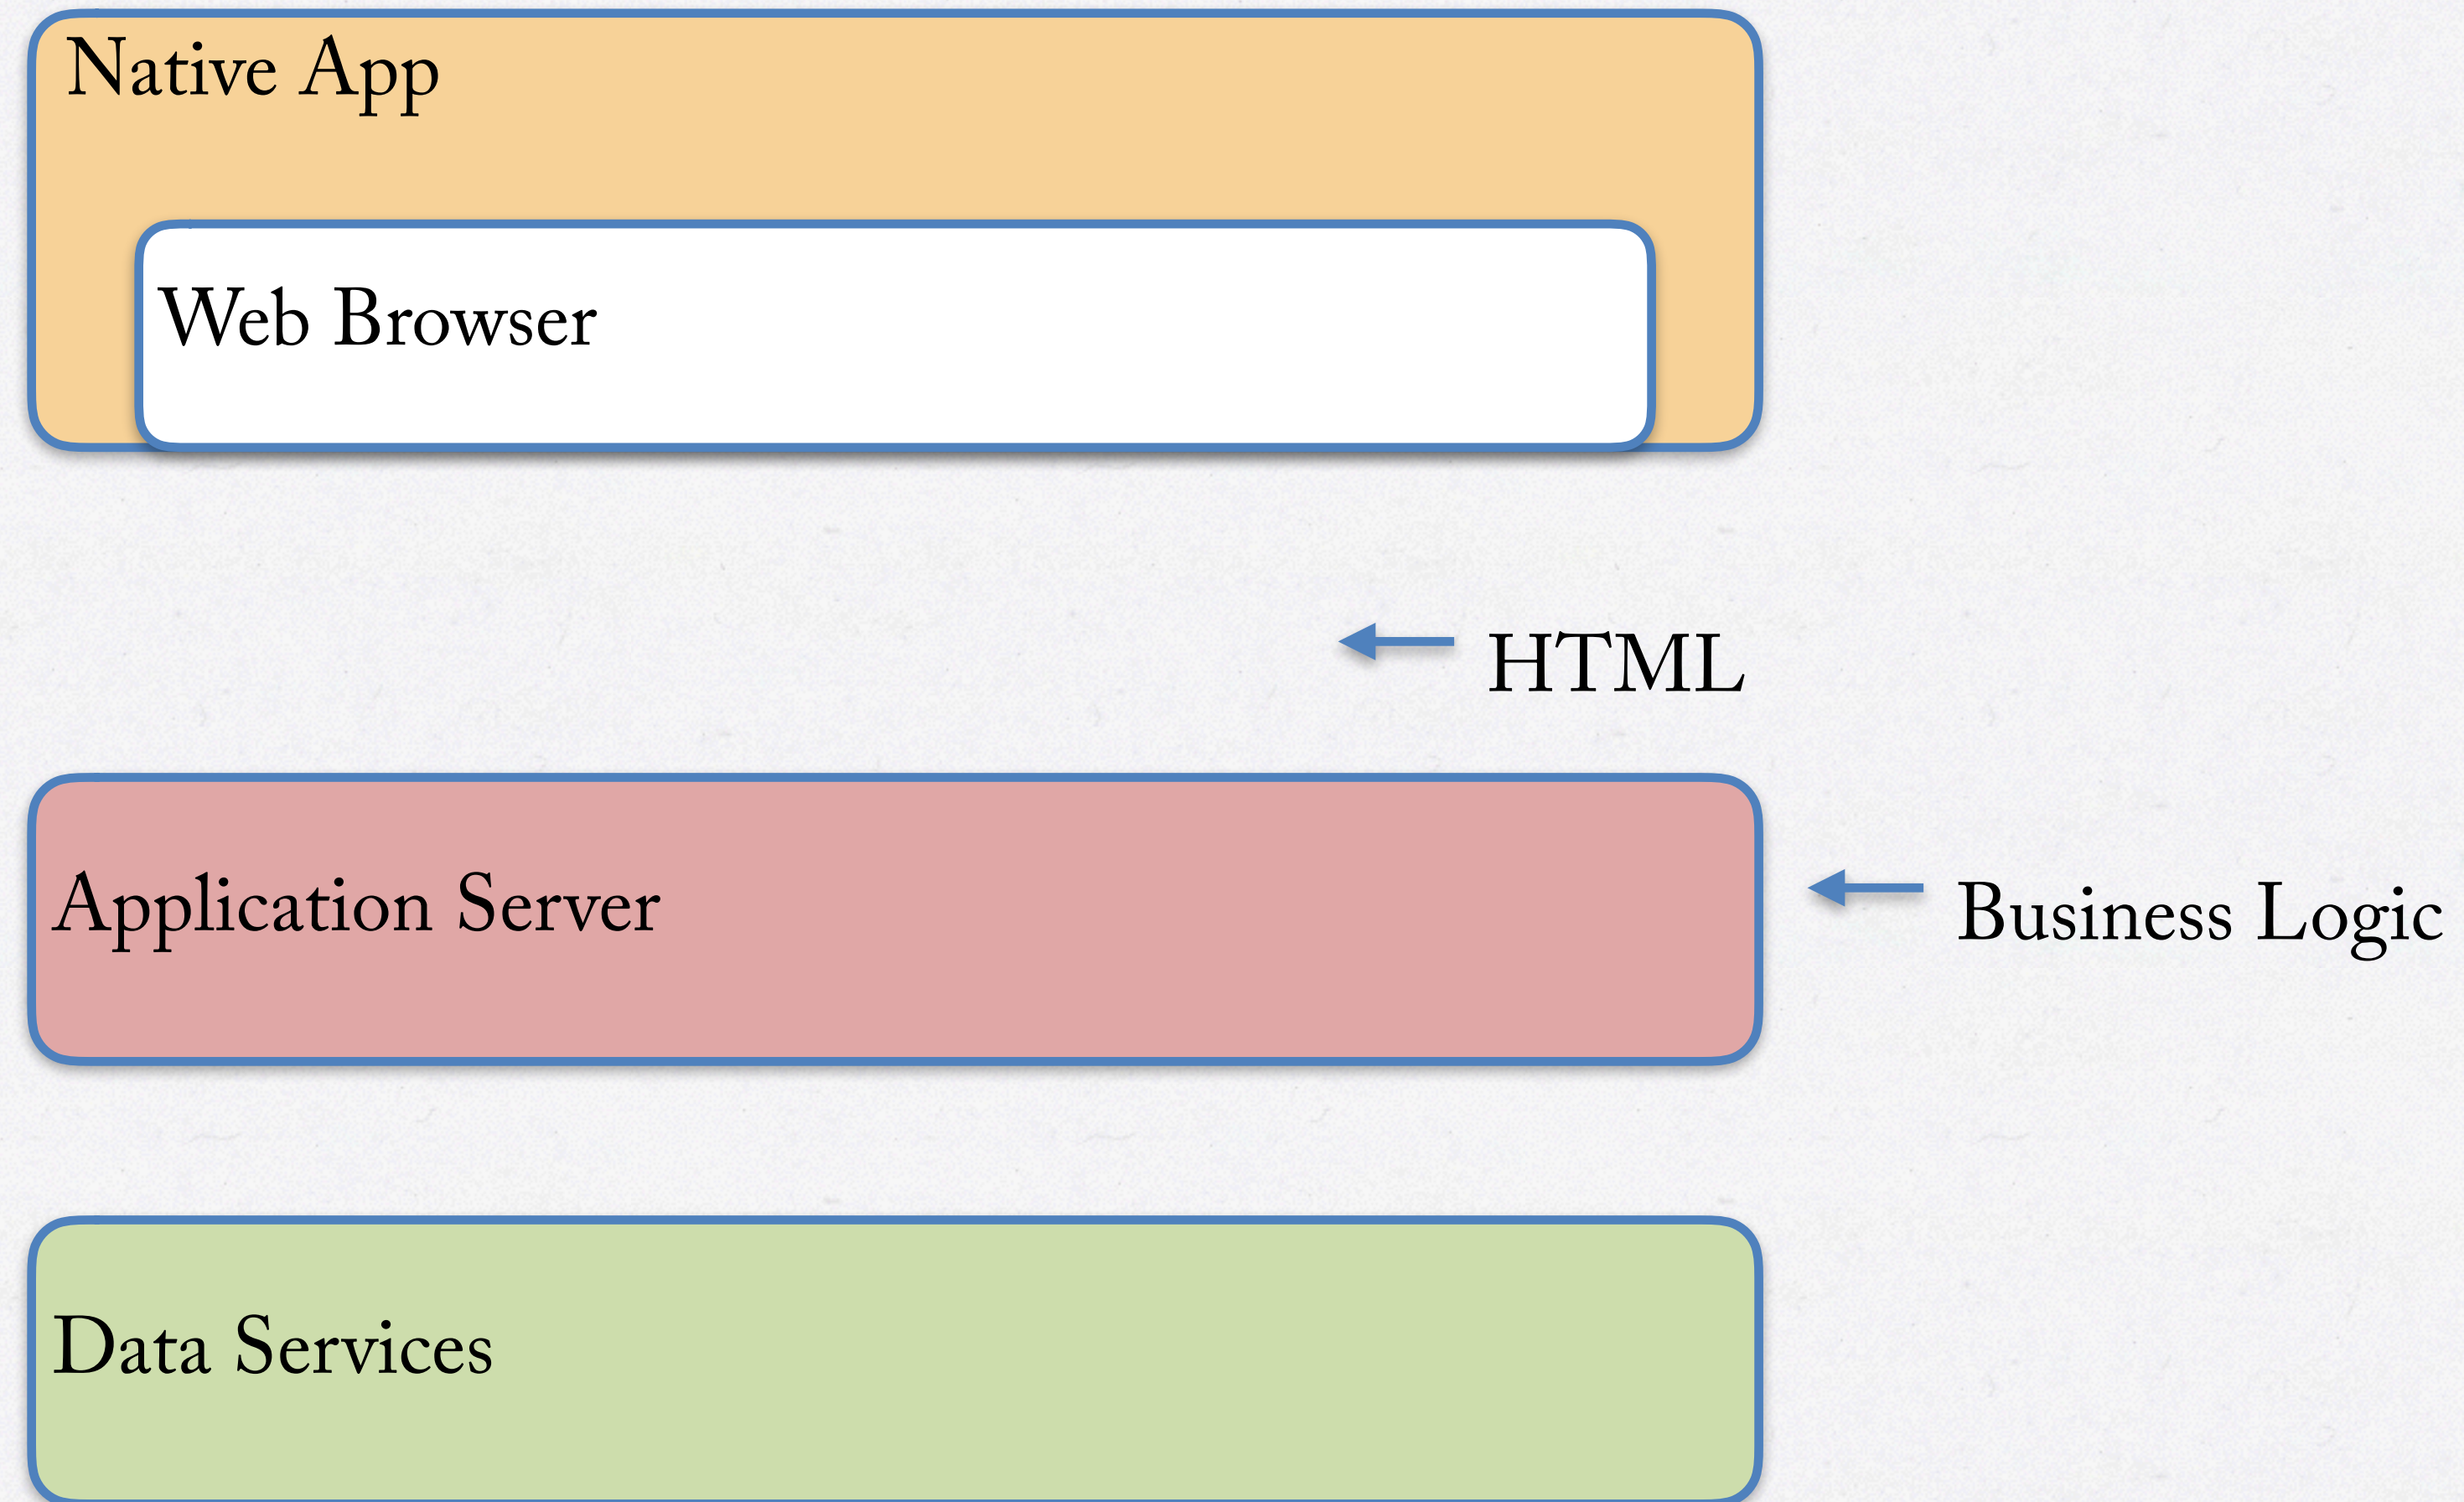 Native App
Web Browser
HTML
Application Server
Business Logic
Data Services